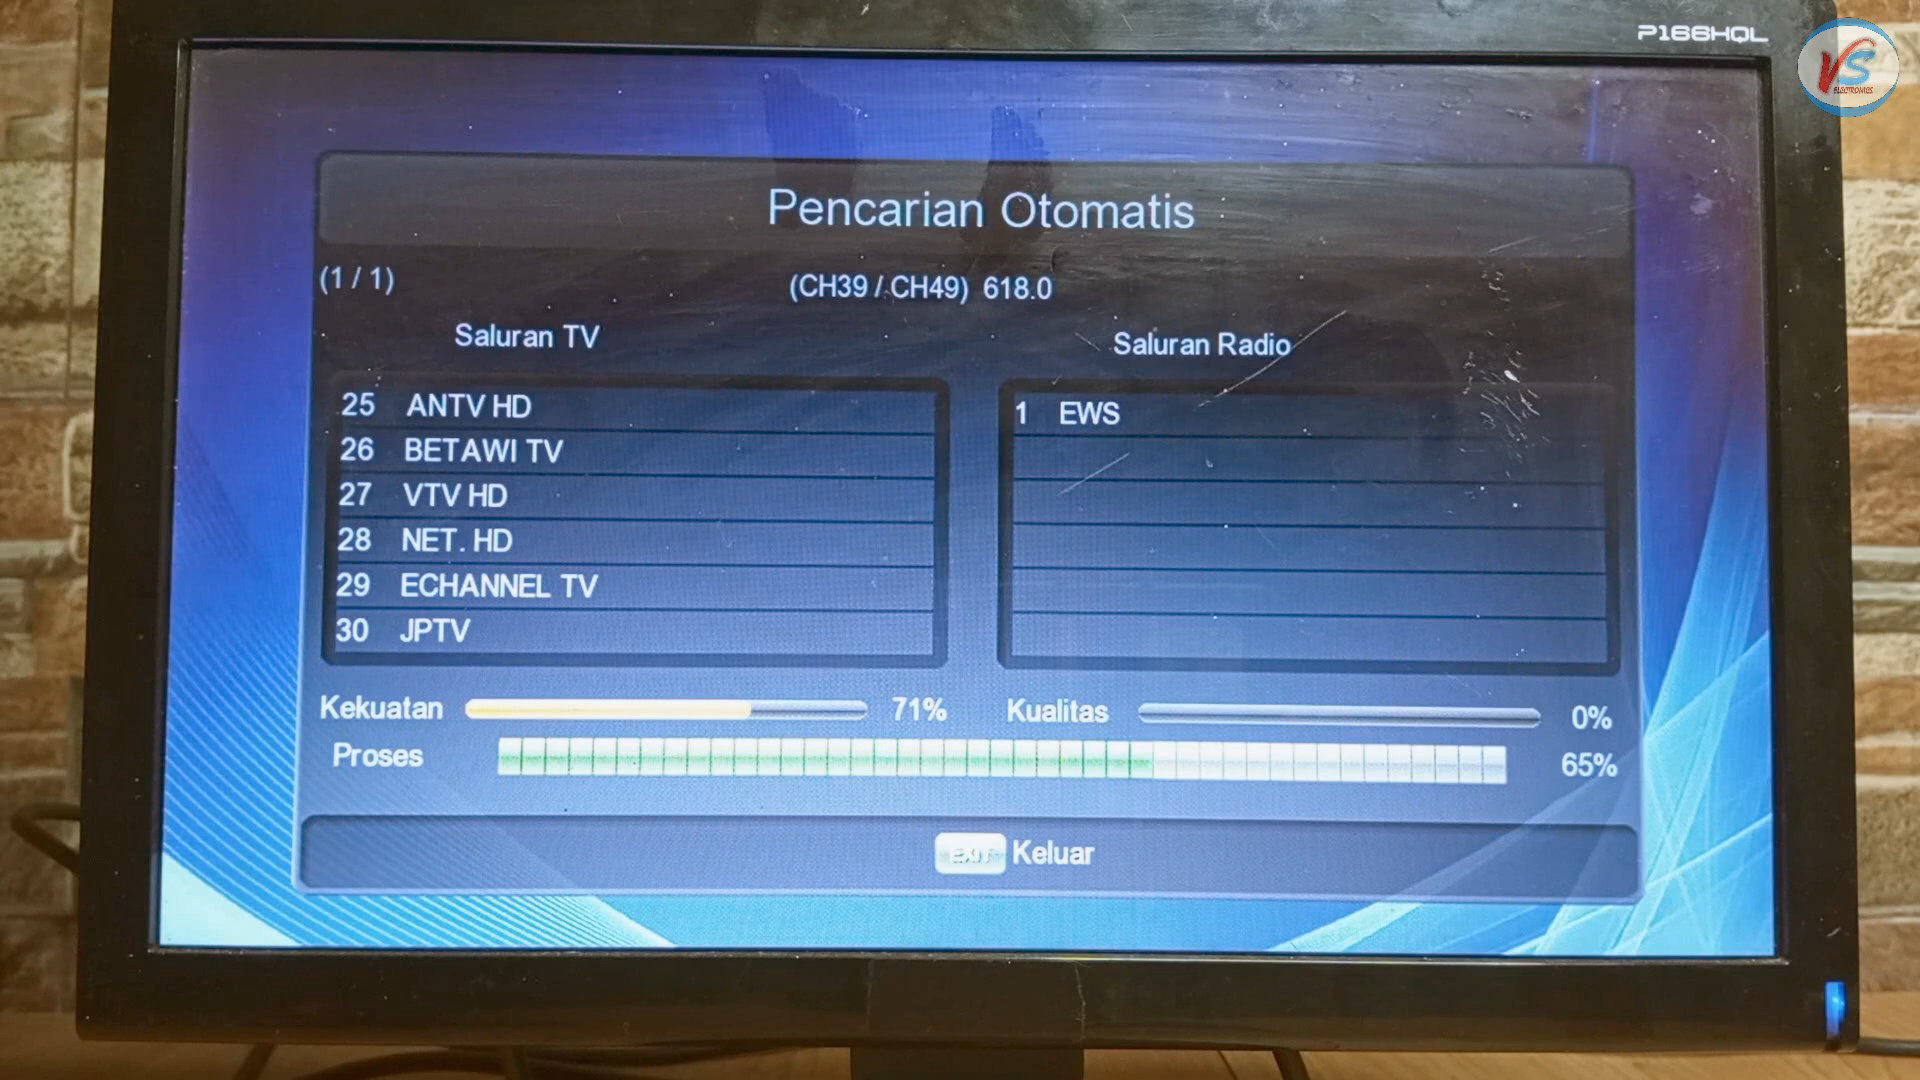 P166HQL
VS
ELECTRONICS
Pencarian Otomatis
(1 / 1)
(CH39 / CH49) 618.0
Saluran TV
Saluran Radio
25 ANTV HD
26 BETAWI TV
27 VTV HD
28 NET. HD
29 ECHANNEL TV
30 JPTV
1 EWS
Kekuatan 71%
Kualitas 0%
Proses 65%
EXIT Keluar